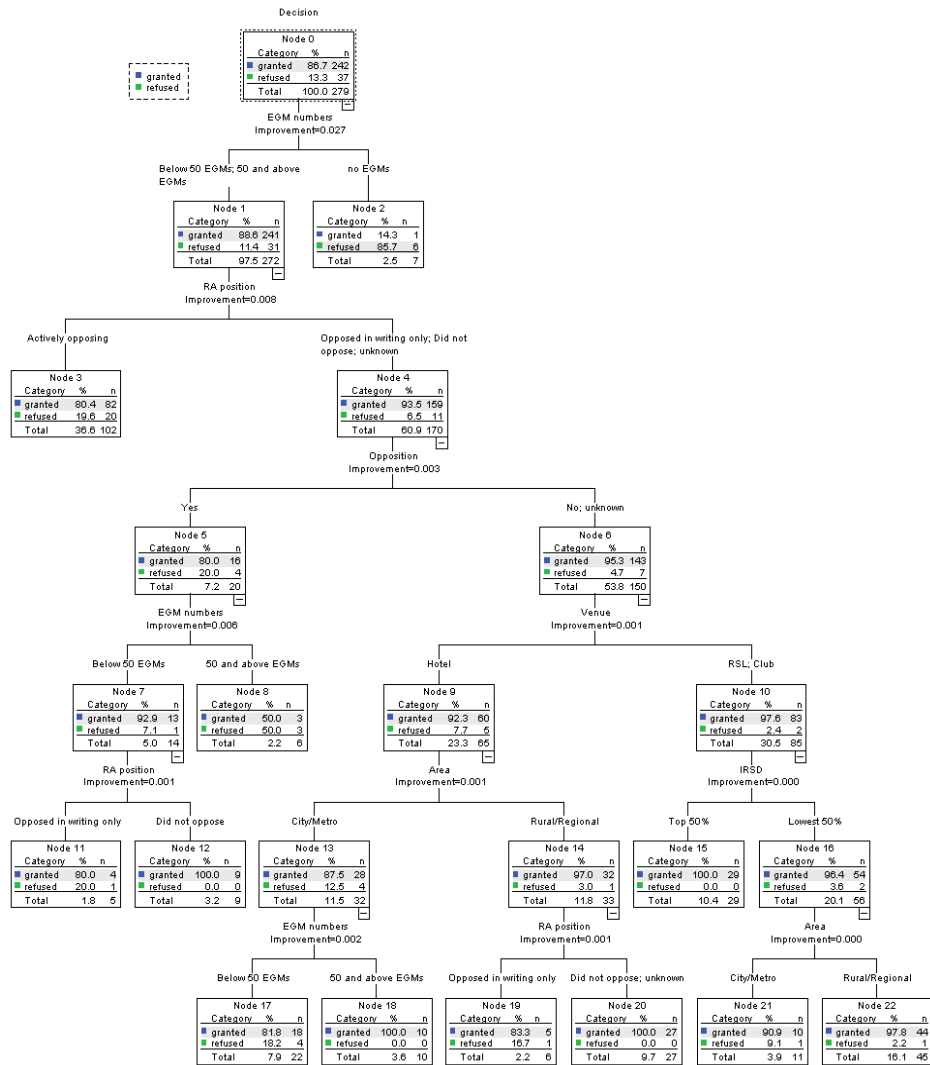 Decision
granted
refused
Node 0
Category % n
granted 86.7 242
refused 13.3 37
Total 100.0 279
EGM numbers
Improvement=0.027
Below 50 EGMs; 50 and above
EGMs
no EGMs
Node 1
Category % n
granted 88.6 241
refused 11.4 31
Total 97.5 272
Node 2
Category % n
granted 14.3 1
refused 85.7 6
Total 2.5 7
RA position
Improvement=0.008
Actively opposing
Opposed in writing only; Did not
oppose; unknown
Node 3
Category % n
granted 80.4 82
refused 19.6 20
Total 36.6 102
Node 4
Category % n
granted 93.5 159
refused 6.5 11
Total 60.9 170
Opposition
Improvement=0.003
Yes
No; unknown
Node 5
Category % n
granted 80.0 16
refused 20.0 4
Total 7.2 20
Node 6
Category % n
granted 95.3 143
refused 4.7 7
Total 53.8 150
EGM numbers
Improvement=0.006
Venue
Improvement=0.001
Below 50 EGMs
50 and above EGMs
Hotel
RSL; Club
Node 7
Category % n
granted 92.9 13
refused 7.1 1
Total 5.0 14
Node 8
Category % n
granted 50.0 3
refused 50.0 3
Total 2.2 6
Node 9
Category % n
granted 92.3 60
refused 7.7 5
Total 23.3 65
Node 10
Category % n
granted 97.6 83
refused 2.4 2
Total 30.5 85
RA position
Improvement=0.001
Area
Improvement=0.001
IRSD
Improvement=0.000
Opposed in writing only
Did not oppose
City/Metro
Rural/Regional
Top 50%
Lowest 50%
Node 11
Category % n
granted 80.0 4
refused 20.0 1
Total 1.8 5
Node 12
Category % n
granted 100.0 9
refused 0.0 0
Total 3.2 9
Node 13
Category % n
granted 87.5 28
refused 12.5 4
Total 11.5 32
Node 14
Category % n
granted 97.0 32
refused 3.0 1
Total 11.8 33
Node 15
Category % n
granted 100.0 29
refused 0.0 0
Total 10.4 29
Node 16
Category % n
granted 96.4 54
refused 3.6 2
Total 20.1 56
EGM numbers
Improvement=0.002
RA position
Improvement=0.001
Area
Improvement=0.000
Below 50 EGMs
50 and above EGMs
Opposed in writing only
Did not oppose; unknown
City/Metro
Rural/Regional
Node 17
Category % n
granted 81.8 18
refused 18.2 4
Total 7.9 22
Node 18
Category % n
granted 100.0 10
refused 0.0 0
Total 3.6 10
Node 19
Category % n
granted 83.3 5
refused 16.7 1
Total 2.2 6
Node 20
Category % n
granted 100.0 27
refused 0.0 0
Total 9.7 27
Node 21
Category % n
granted 90.9 10
refused 9.1 1
Total 3.9 11
Node 22
Category % n
granted 97.8 44
refused 2.2 1
Total 16.1 45